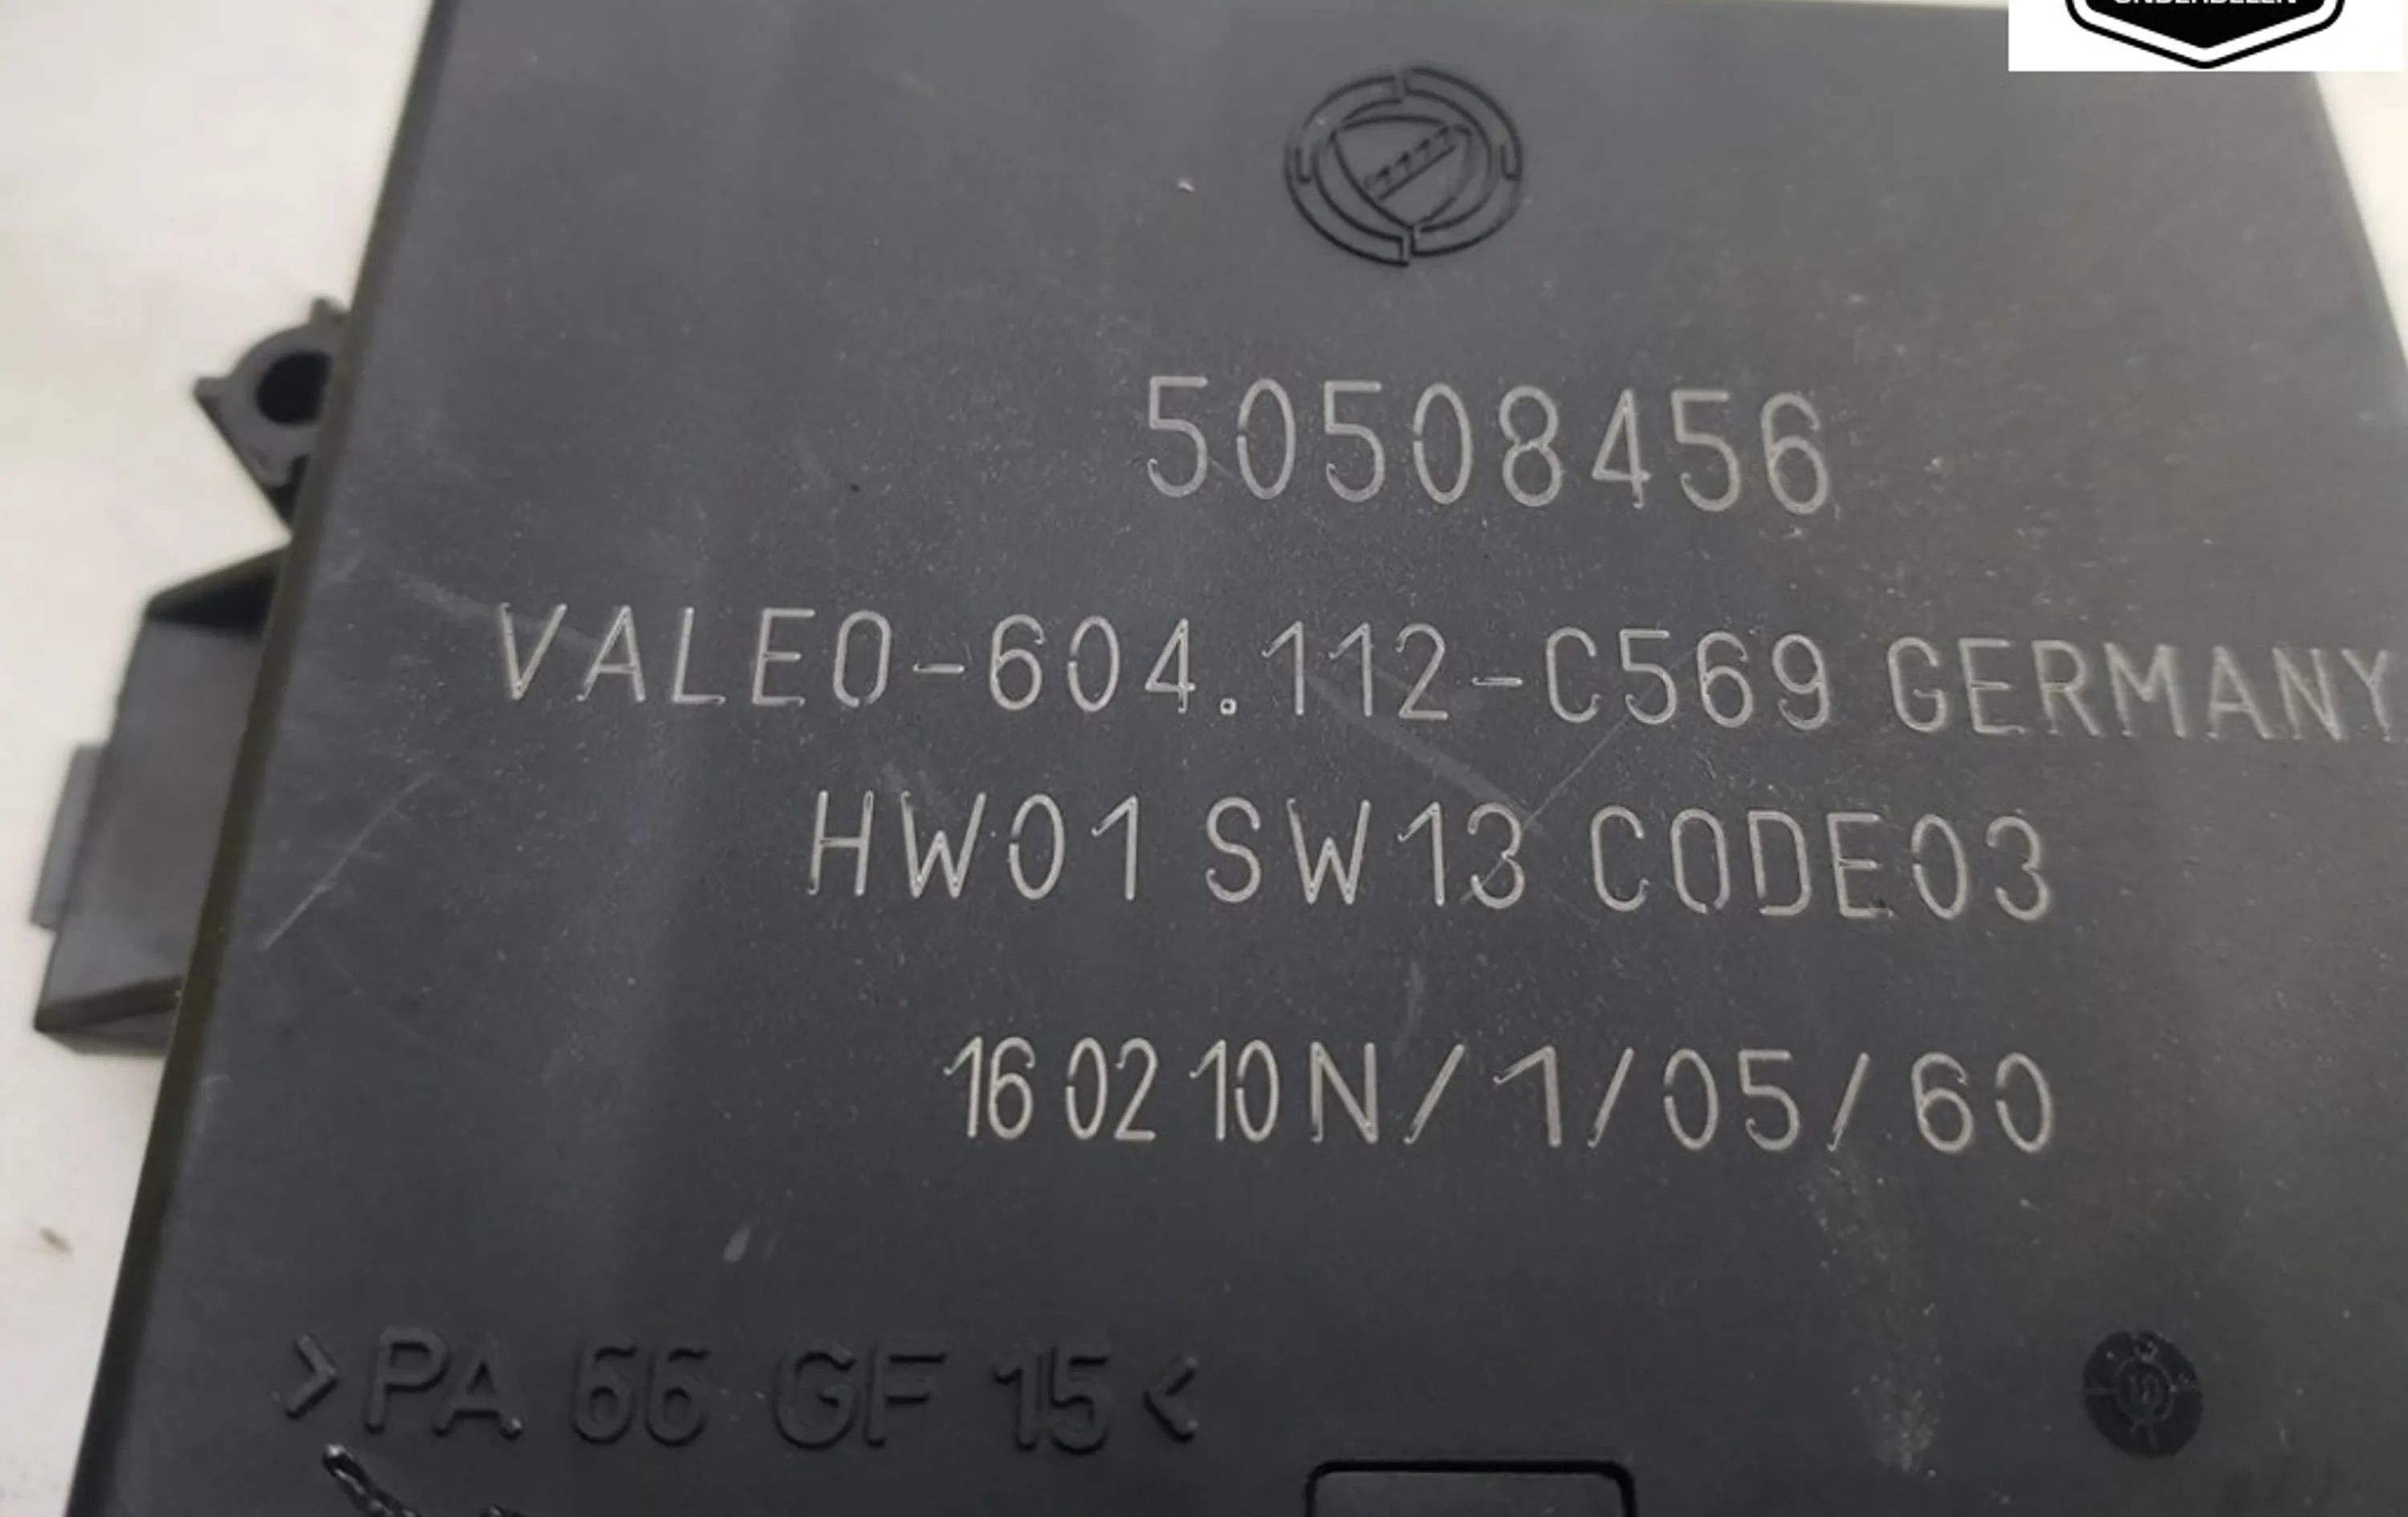 50508456
VALEO-604.112-C569 GERMANY
HW01 SW13 CODE03
16 02 10 N/1/05/60
>PA 66 GF 15<